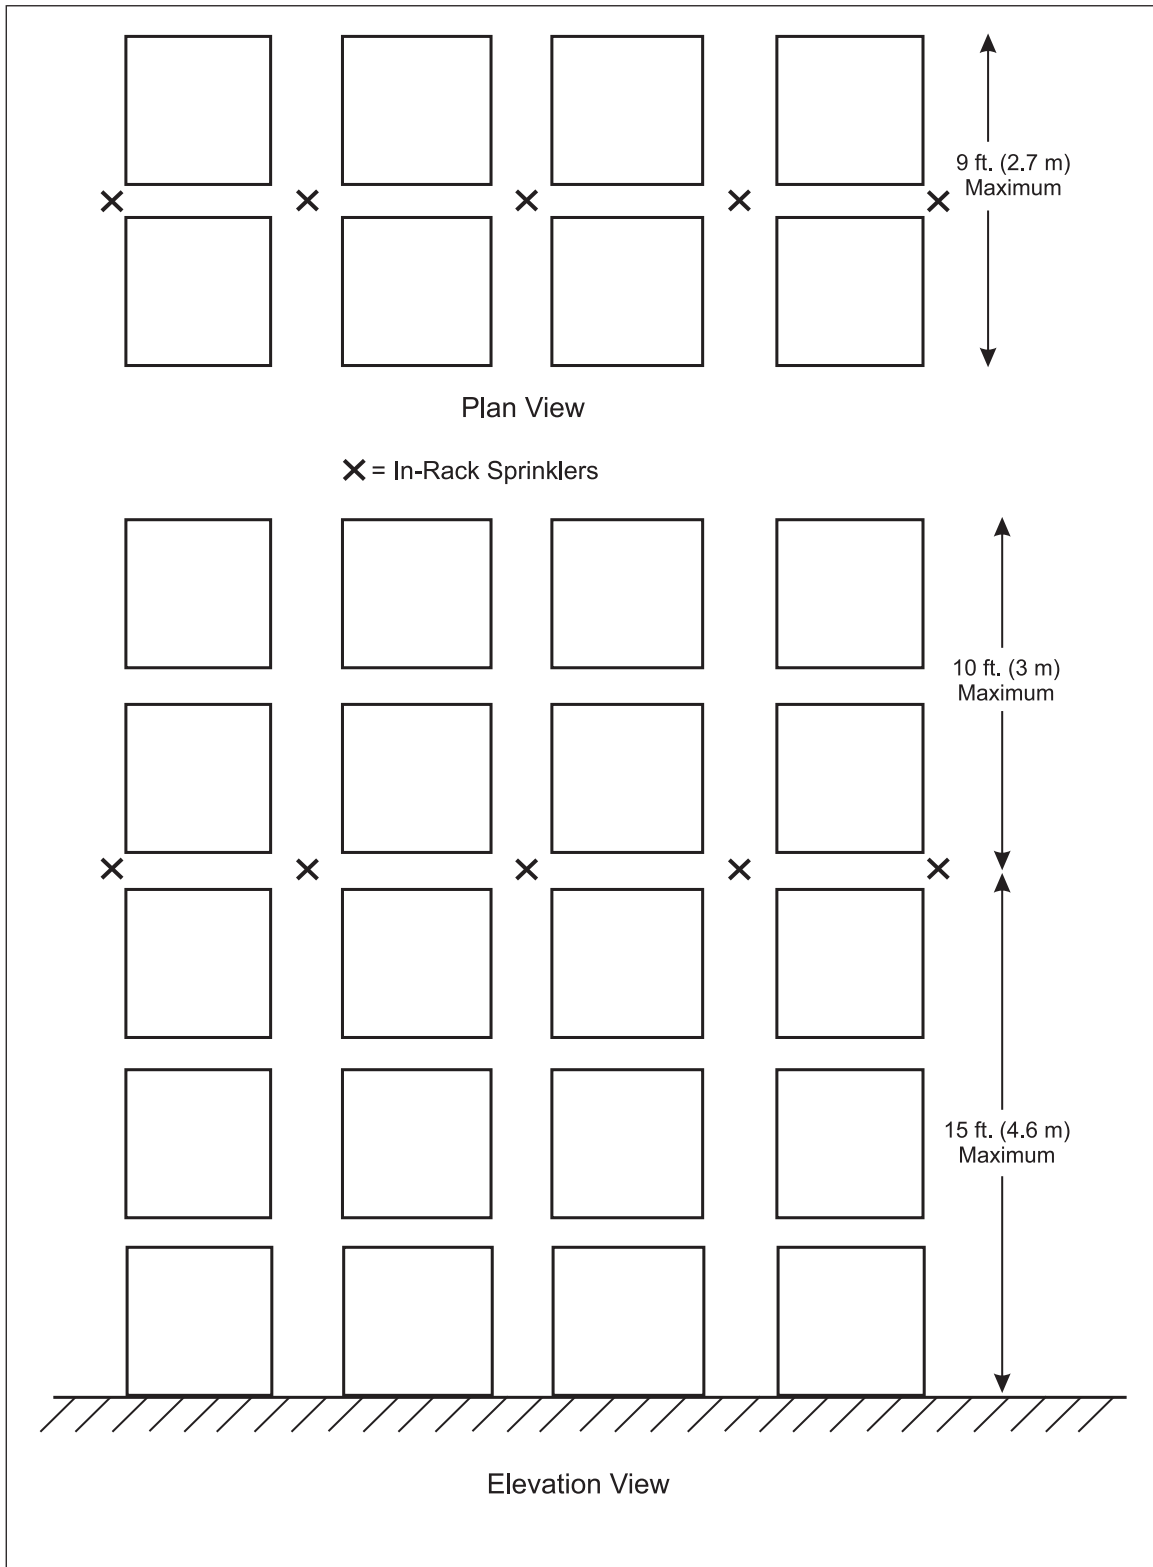 9 ft. (2.7 m)
Maximum
Plan View
= In-Rack Sprinklers
10 ft. (3 m)
Maximum
15 ft. (4.6 m)
Maximum
Elevation View